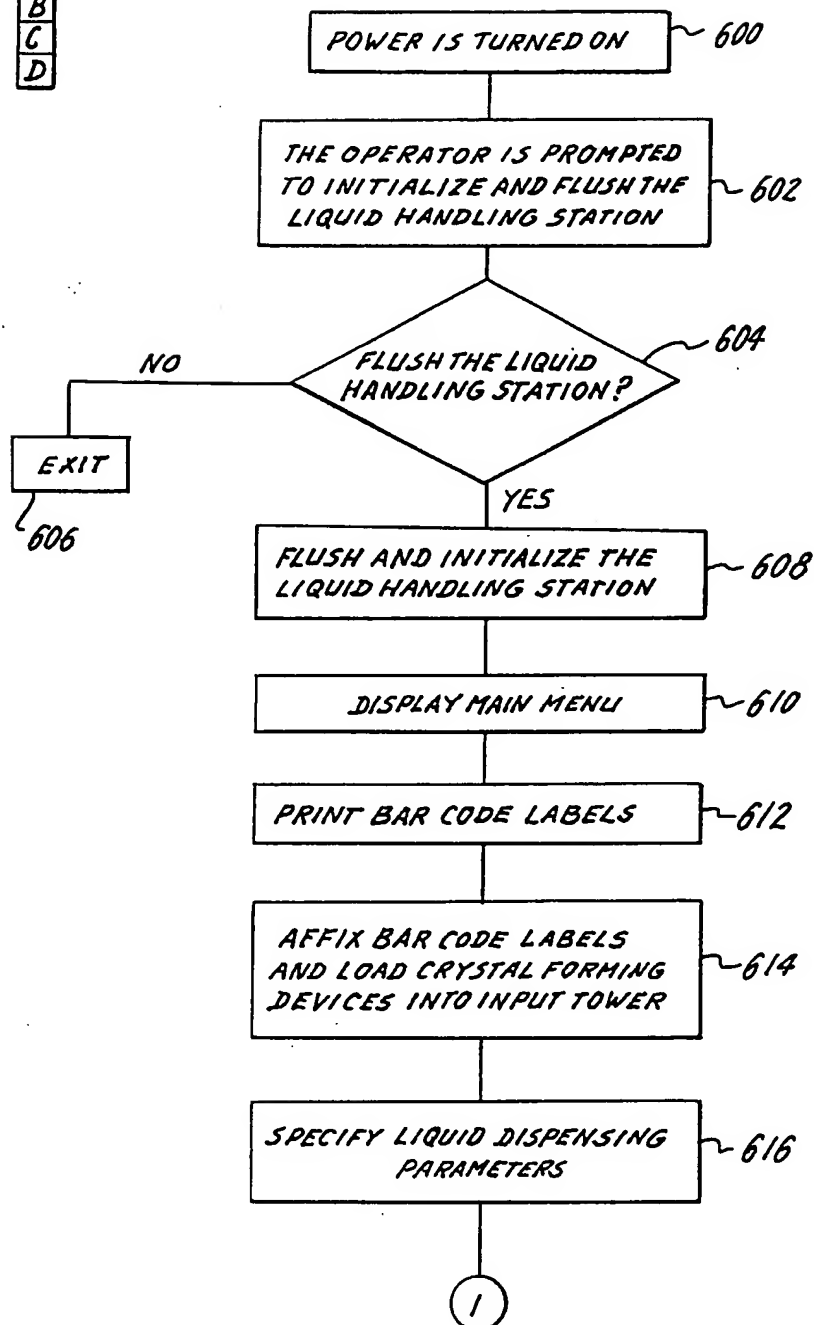 B
C
D
POWER IS TURNED ON
600
THE OPERATOR IS PROMPTED
TO INITIALIZE AND FLUSH THE
LIQUID HANDLING STATION
602
FLUSH THE LIQUID
HANDLING STATION?
604
NO
EXIT
606
YES
FLUSH AND INITIALIZE THE
LIQUID HANDLING STATION
608
DISPLAY MAIN MENU
610
PRINT BAR CODE LABELS
612
AFFIX BAR CODE LABELS
AND LOAD CRYSTAL FORMING
DEVICES INTO INPUT TOWER
614
SPECIFY LIQUID DISPENSING
PARAMETERS
616
1